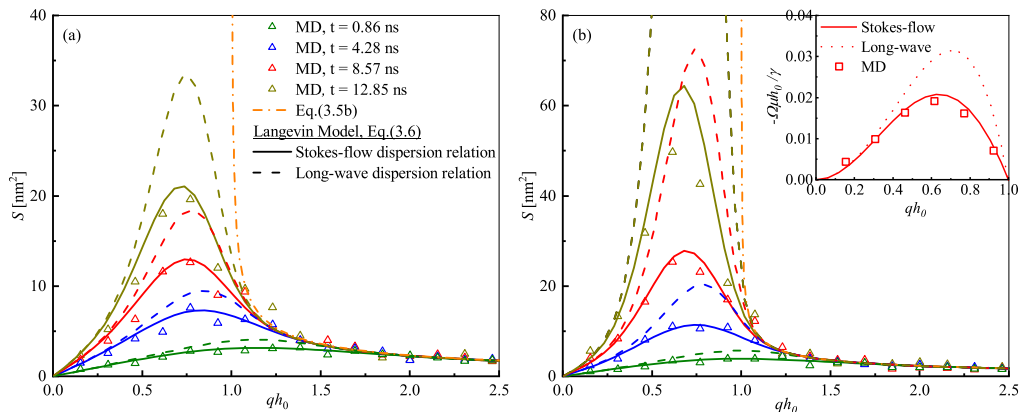 (a)
MD, t = 0.86 ns
MD, t = 4.28 ns
MD, t = 8.57 ns
MD, t = 12.85 ns
Eq.(3.5b)
Langevin Model, Eq.(3.6)
Stokes-flow dispersion relation
Long-wave dispersion relation
40
30
20
10
0
S [nm²]
0.0 0.5 1.0 1.5 2.0 2.5
qh₀
(b)
80
60
40
20
0
S [nm²]
0.0 0.5 1.0 1.5 2.0 2.5
qh₀
Stokes-flow
Long-wave
MD
0.04
0.03
0.02
0.01
0.00
-Ωμh₀/γ
0.0 0.2 0.4 0.6 0.8 1.0
qh₀